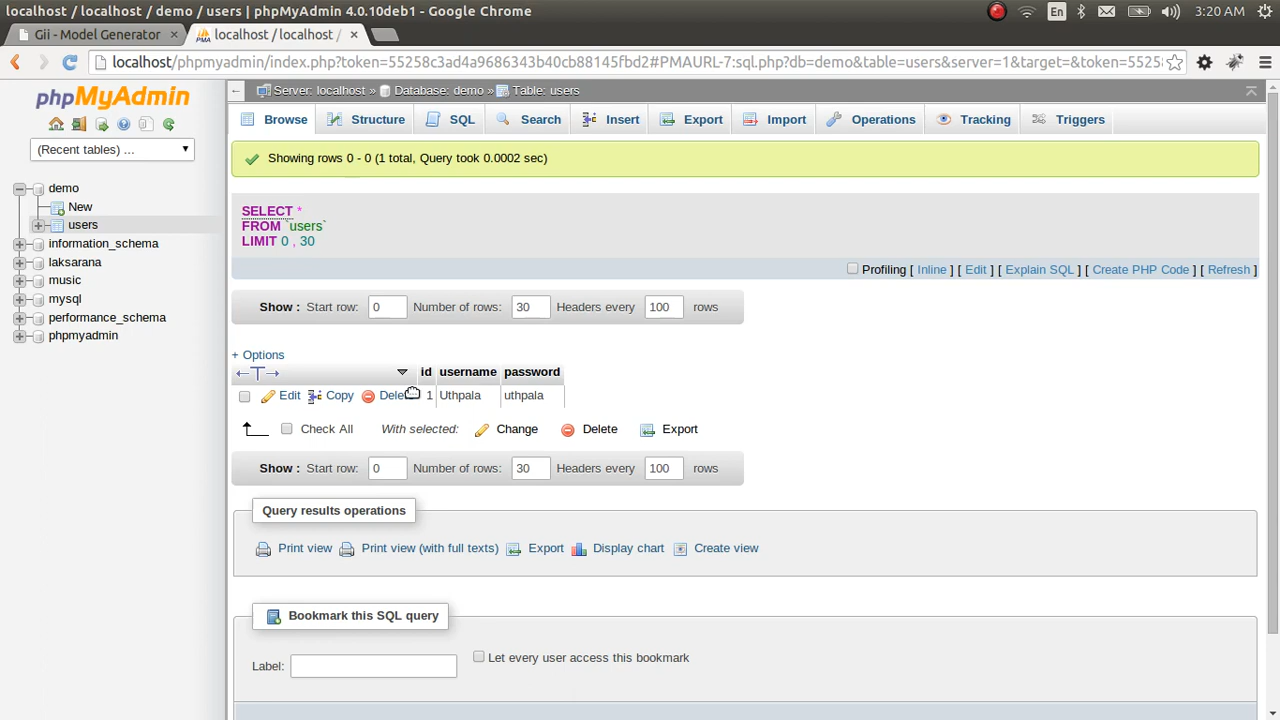 localhost / localhost / demo / users | phpMyAdmin 4.0.10deb1 - Google Chrome
En
3:20 AM
Gii - Model Generator
localhost / localhost /
localhost/phpmyadmin/index.php?token=55258c3ad4a9686343b40cb88145fbd2#PMAURL-7:sql.php?db=demo&table=users&server=1&target=&token=5525
phpMyAdmin
(Recent tables) ...
demo
New
users
information_schema
laksarana
music
mysql
performance_schema
phpmyadmin
Server: localhost » Database: demo » Table: users
Browse Structure SQL Search Insert Export Import Operations Tracking Triggers
Showing rows 0 - 0 (1 total, Query took 0.0002 sec)
SELECT *
FROM `users`
LIMIT 0 , 30
Profiling [ Inline ] [ Edit ] [ Explain SQL ] [ Create PHP Code ] [ Refresh ]
Show : Start row: 0 Number of rows: 30 Headers every 100 rows
+ Options
←T→ id username password
Edit Copy Delete 1 Uthpala uthpala
Check All With selected: Change Delete Export
Show : Start row: 0 Number of rows: 30 Headers every 100 rows
Query results operations
Print view Print view (with full texts) Export Display chart Create view
Bookmark this SQL query
Label: Let every user access this bookmark